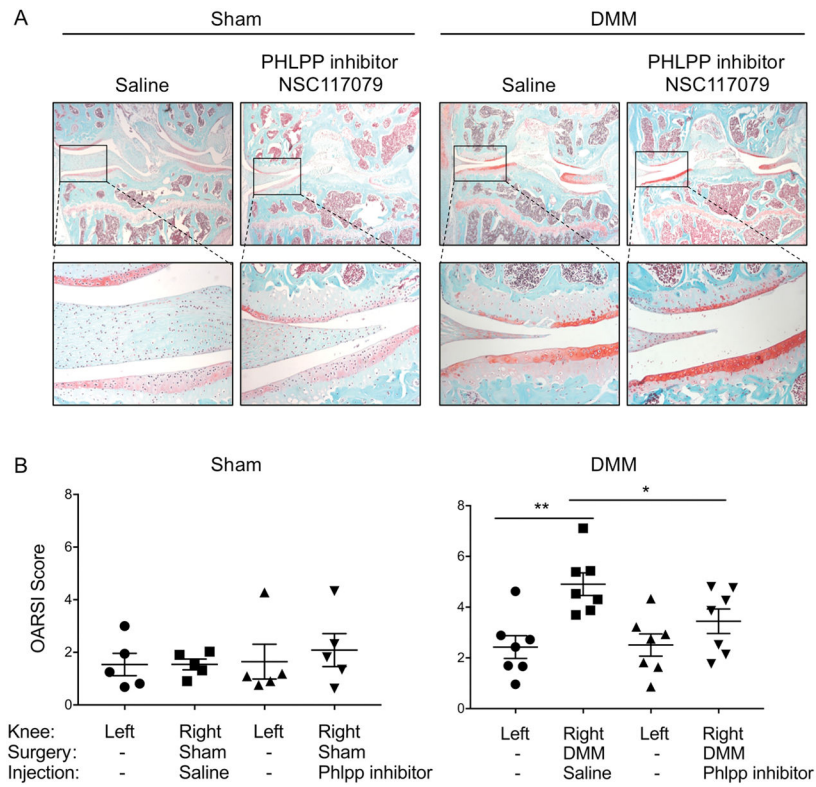 A
Sham
DMM
Saline
PHLPP inhibitor
NSC117079
Saline
PHLPP inhibitor
NSC117079
B
Sham
DMM
OARSI Score
8
6
4
2
0
8
6
4
2
0
**
*
Knee: Left Right Left Right Left Right Left Right
Surgery: - Sham - Sham - DMM - DMM
Injection: - Saline - Phlpp inhibitor - Saline - Phlpp inhibitor